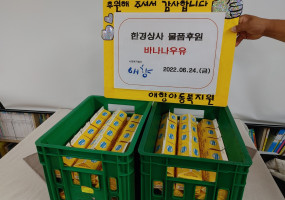 후원해 주셔서 감사합니다
한경상사 물품후원
바나나우유
애향
2022.06.24.(금)
애향아동복지원